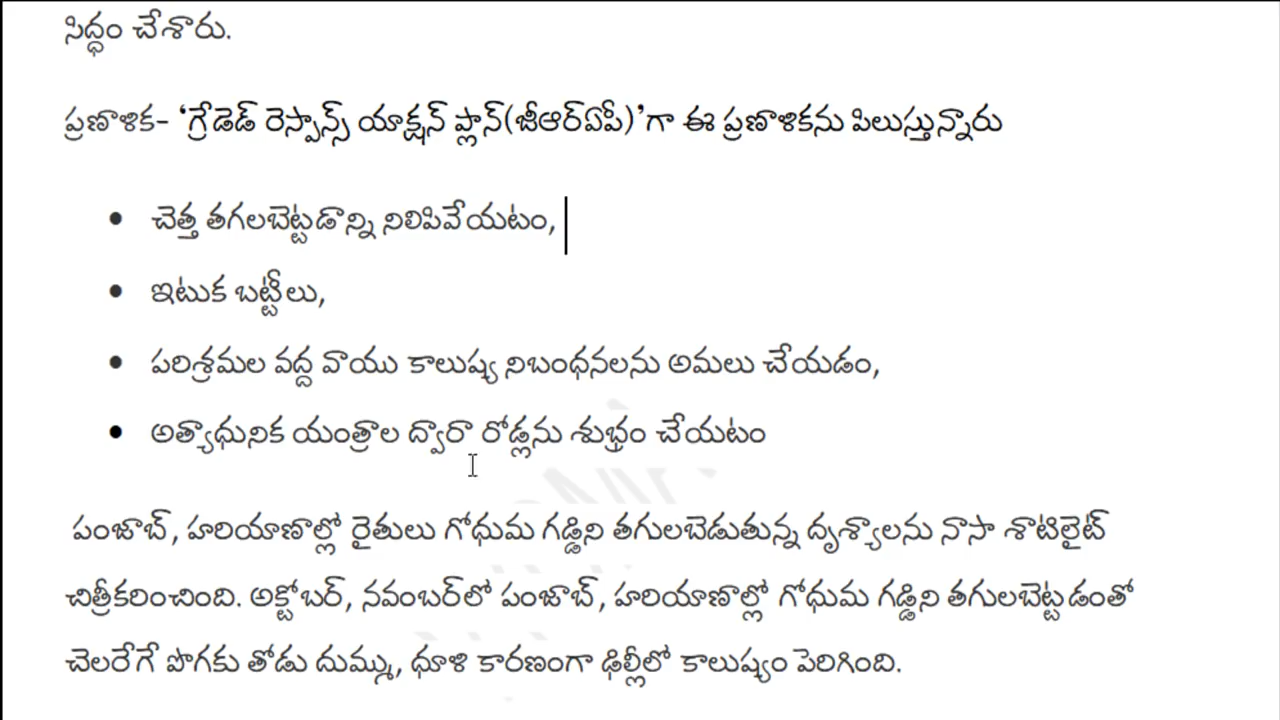 సిద్ధం చేశారు.
ప్రణాళిక- ‘గ్రేడెడ్ రెస్పాన్స్ యాక్షన్ ప్లాన్(జీఆర్ఏపీ)’గా ఈ ప్రణాళికను పిలుస్తున్నారు
• చెత్త తగలబెట్టడాన్ని నిలిపివేయటం,
• ఇటుక బట్టీలు,
• పరిశ్రమల వద్ద వాయు కాలుష్య నిబంధనలను అమలు చేయడం,
• అత్యాధునిక యంత్రాల ద్వారా రోడ్లను శుభ్రం చేయటం
పంజాబ్, హరియాణాల్లో రైతులు గోధుమ గడ్డిని తగులబెడుతున్న దృశ్యాలను నాసా శాటిలైట్
చిత్రీకరించింది. అక్టోబర్, నవంబర్‌లో పంజాబ్, హరియాణాల్లో గోధుమ గడ్డిని తగులబెట్టడంతో
చెలరేగే పొగకు తోడు దుమ్ము, ధూళి కారణంగా ఢిల్లీలో కాలుష్యం పెరిగింది.